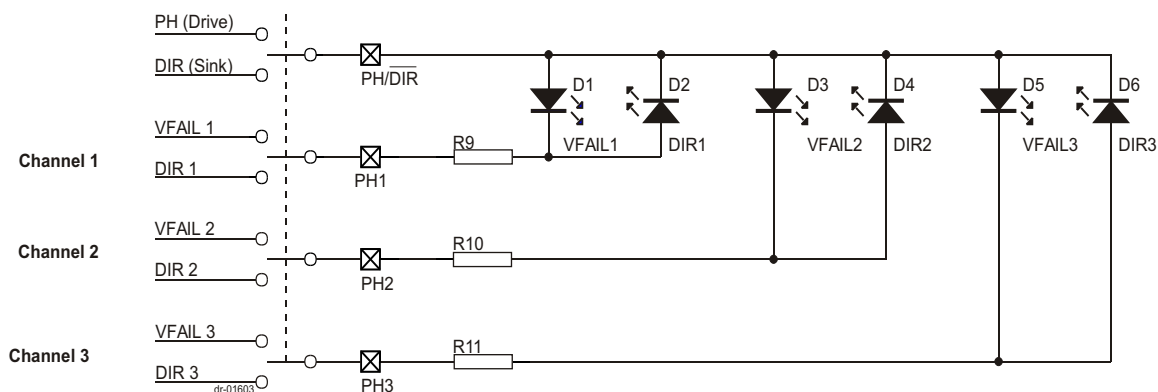 PH (Drive)
DIR (Sink)
PH/DIR
D1
D2
D3
D4
D5
D6
VFAIL1
DIR1
VFAIL2
DIR2
VFAIL3
DIR3
VFAIL 1
Channel 1
DIR 1
PH1
R9
VFAIL 2
Channel 2
DIR 2
PH2
R10
VFAIL 3
Channel 3
DIR 3
PH3
R11
dr-01603